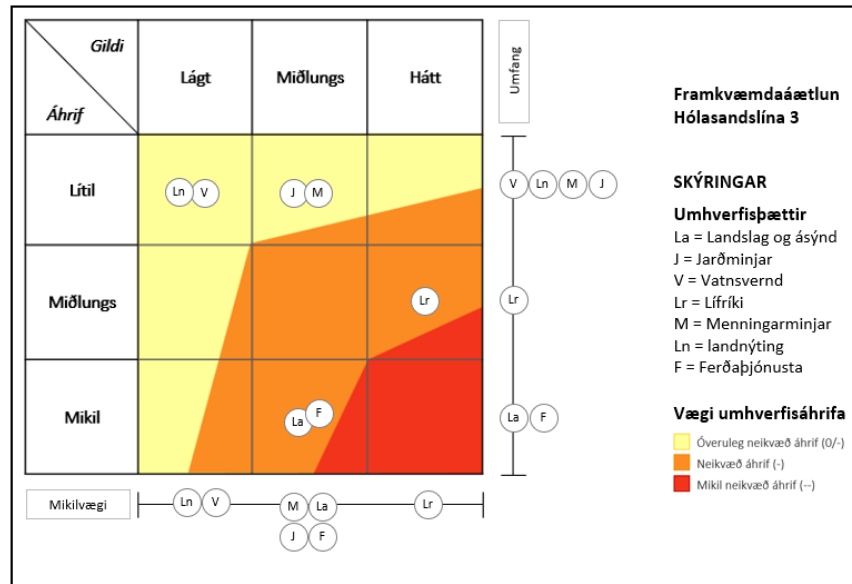 Gildi
Áhrif
Lágt
Miðlungs
Hátt
Umfang
Lítil
Ln V
J M
V Ln M J
Miðlungs
Lr
Lr
Mikil
La F
La F
Mikilvægi
Ln V
M La
Lr
J F
Framkvæmdaáætlun
Hólasandslína 3
SKÝRINGAR
Umhverfisþættir
La = Landslag og ásýnd
J = Jarðminjar
V = Vatnsvernd
Lr = Lífríki
M = Menningarminjar
Ln = landnýting
F = Ferðaþjónusta
Vægi umhverfisáhrifa
Óveruleg neikvæð áhrif (0/-)
Neikvæð áhrif (-)
Mikil neikvæð áhrif (--)